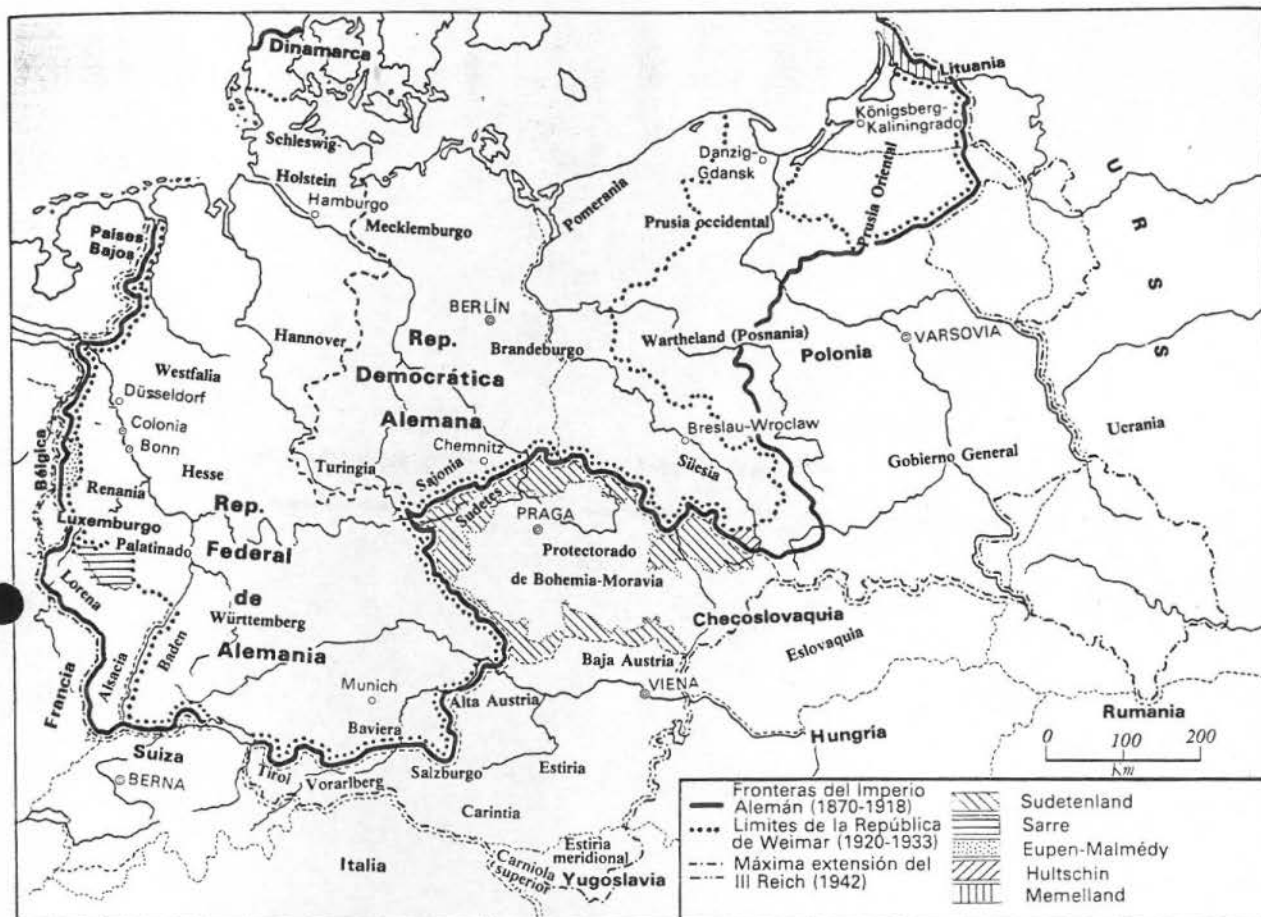 Dinamarca
Lituania
Königsberg-
Kaliningrado
Schleswig
Danzig-
Gdansk
U
R
S
S
Holstein
Hamburgo
Pomerania
Prusia Oriental
Mecklemburgo
Prusia occidental
Países
Bajos
BERLÍN
Hannover
Rep.
Brandeburgo
Wartheland (Posnania)
VARSOVIA
Polonia
Westfalia
Democrática
Düsseldorf
Alemana
Colonia
Breslau-Wroclaw
Ucrania
Bonn
Chemnitz
Bélgica
Hesse
Turingia
Sajonia
Silesia
Gobierno General
Renania
Rep.
Sudetes
PRAGA
Luxemburgo
Palatinado
Federal
Protectorado
de Bohemia-Moravia
Lorena
de
Württemberg
Checoslovaquia
Eslovaquia
Alsacia
Baden
Alemania
Baja Austria
Francia
Munich
Alta Austria
VIENA
Baviera
Rumania
Suiza
Hungría
0 100 200
Km
BERNA
Tirol
Vorarlberg
Salzburgo
Estiria
Carintia
Italia
Estiria
meridional
Carniola
superior
Yugoslavia
Fronteras del Imperio
Alemán (1870-1918)
Límites de la República
de Weimar (1920-1933)
Máxima extensión del
III Reich (1942)
Sudetenland
Sarre
Eupen-Malmédy
Hultschin
Memelland